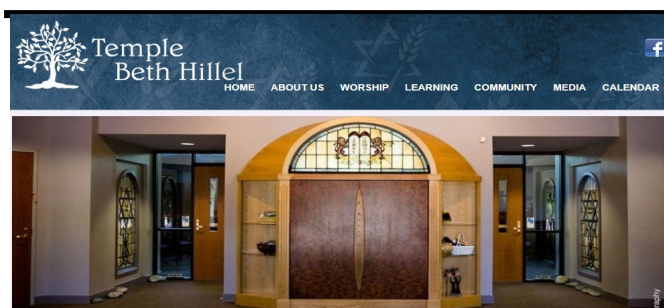 Temple
Beth Hillel
HOME ABOUT US WORSHIP LEARNING COMMUNITY MEDIA CALENDAR
f